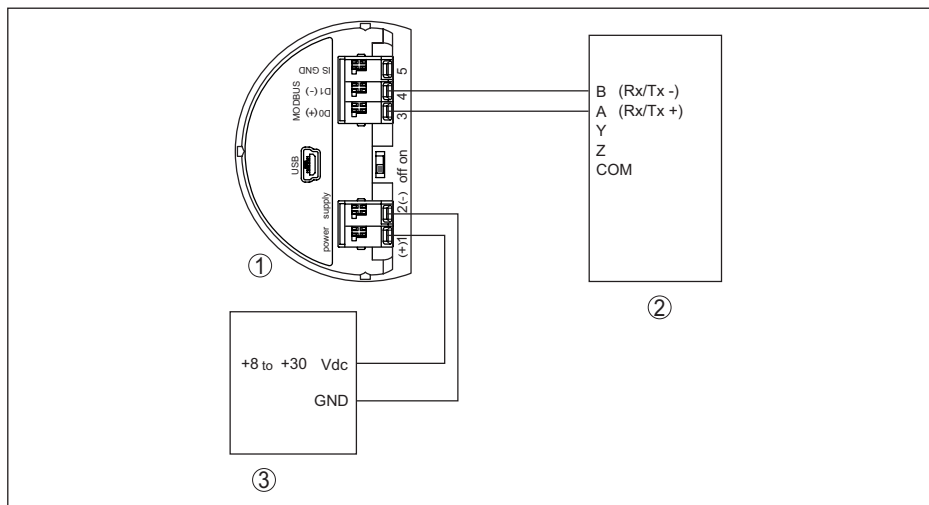 IS GND
5
MODBUS
D1(-)
4
D0(+)
3
USB
off on
power supply
2(-)
(+)1
①
B (Rx/Tx -)
A (Rx/Tx +)
Y
Z
COM
②
+8 to +30 Vdc
GND
③